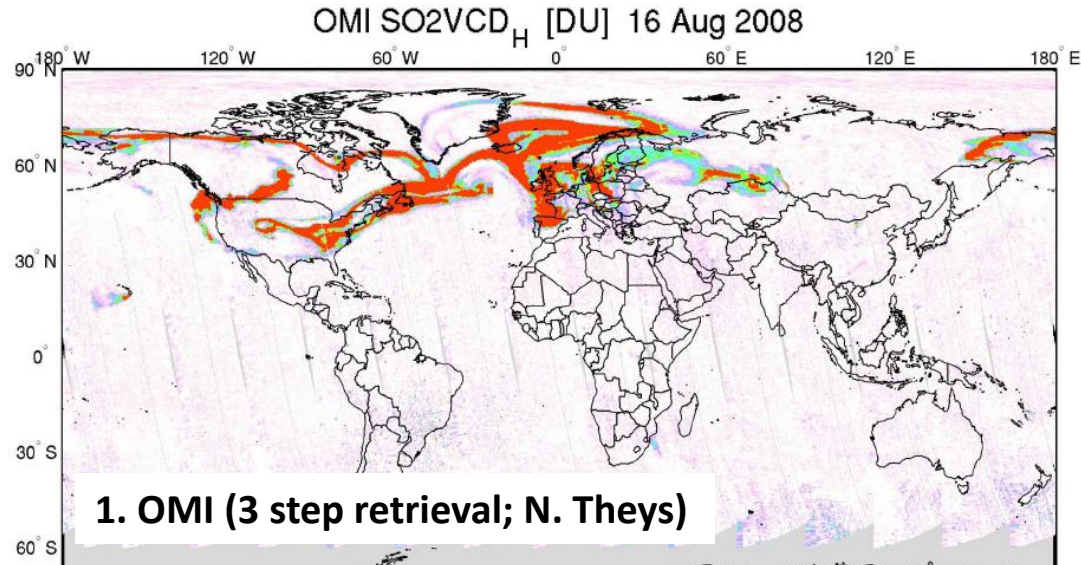 OMI SO2VCD_H [DU] 16 Aug 2008
180° W 120° W 60° W 0° 60° E 120° E 180° E
90° N
60° N
30° N
0°
30° S
1. OMI (3 step retrieval; N. Theys)
60° S